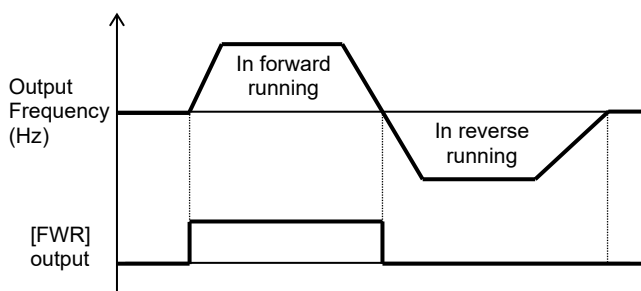 In forward
running
Output
Frequency
(Hz)
In reverse
running
[FWR]
output